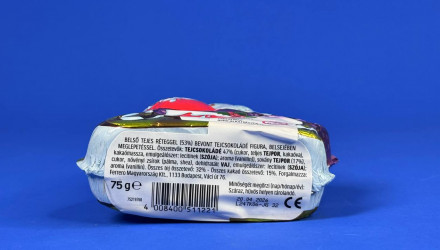 BELSŐ TEJES RÉTEGGEL (53%) BEVONT TEJCSOKOLÁDÉ FIGURA, BELSEJÉBEN
MEGLEPETÉSSEL. Összetevők: TEJCSOKOLÁDÉ 47% (cukor, teljes TEJPOR, kakaóvaj,
kakaómassza, emulgeálószer: lecitinek (SZÓJA); aroma (vanillin), sovány TEJPOR (17%),
cukor, növényi zsírok (pálma, shea), dehidratált VAJ, emulgeálószer: lecitinek (SZÓJA);
aroma (vanillin). Összes tej összetevő: 32% - Összes kakaó összetevő: 15%. Forgalmazza:
Ferrero Magyarország Kft., 1133 Budapest, Váci út 76.
75 g e
Minőségét megőrzi (nap/hónap/év):
Száraz, hűvös helyen tárolandó.
20 04 2024
4 008400 511221